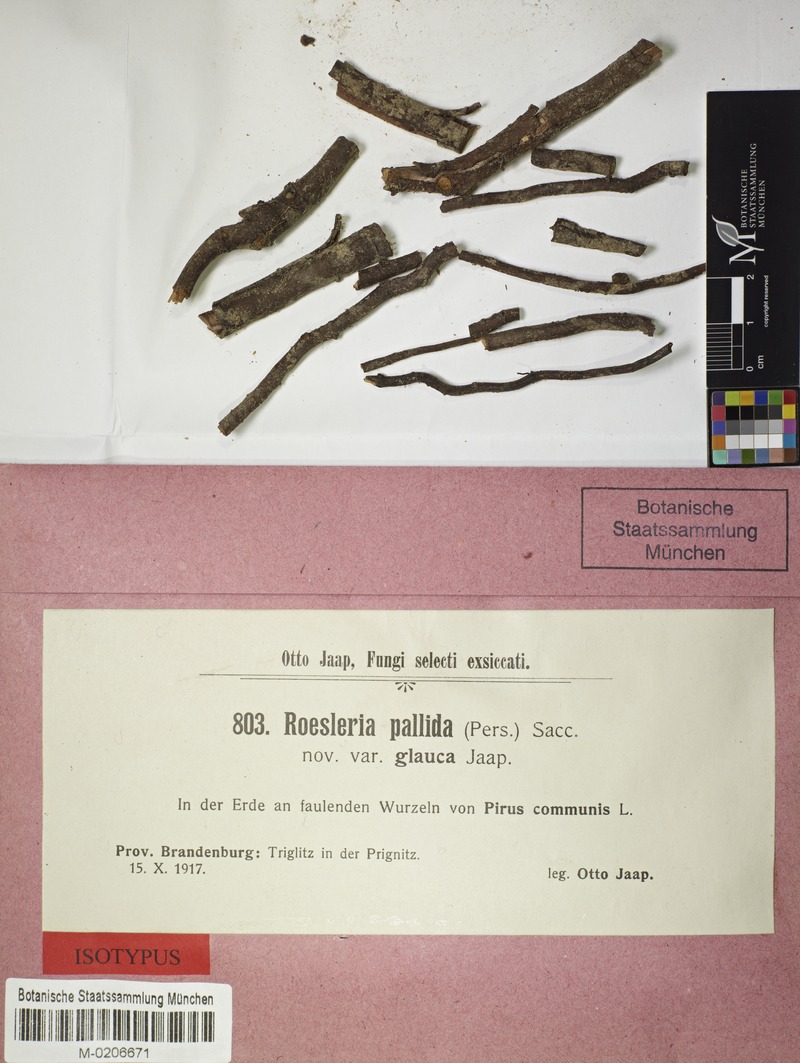 BOTANISCHE
STAATSSAMMLUNG
MÜNCHEN
copyright reserved
0 1 2
cm
Botanische
Staatssammlung
München
Otto Jaap, Fungi selecti exsiccati.
803. Roesleria pallida (Pers.) Sacc.
nov. var. glauca Jaap.
In der Erde an faulenden Wurzeln von Pirus communis L.
Prov. Brandenburg: Triglitz in der Prignitz.
15. X. 1917.
leg. Otto Jaap.
ISOTYPUS
Botanische Staatssammlung München
M-0206671